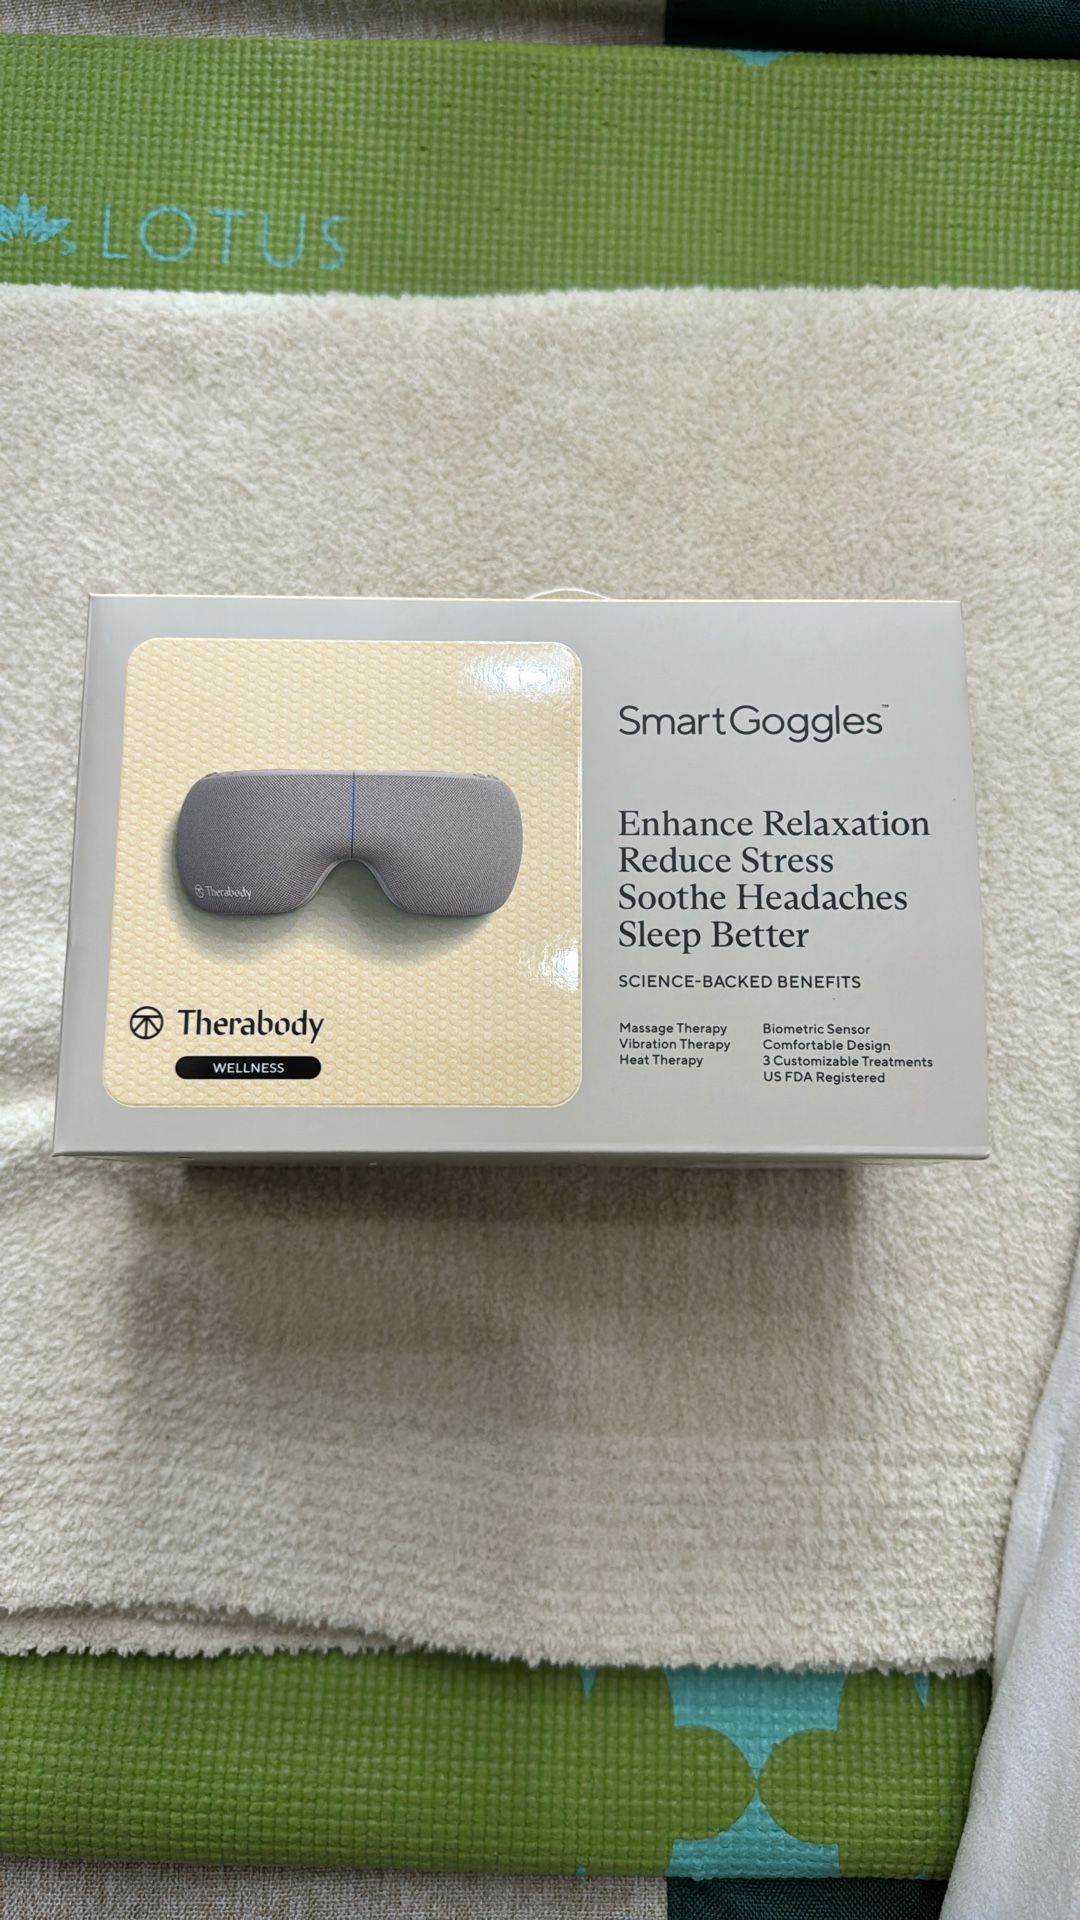 LOTUS
SmartGoggles™
Enhance Relaxation
Reduce Stress
Soothe Headaches
Sleep Better
SCIENCE-BACKED BENEFITS
Massage Therapy
Vibration Therapy
Heat Therapy
Biometric Sensor
Comfortable Design
3 Customizable Treatments
US FDA Registered
Therabody
Therabody
WELLNESS